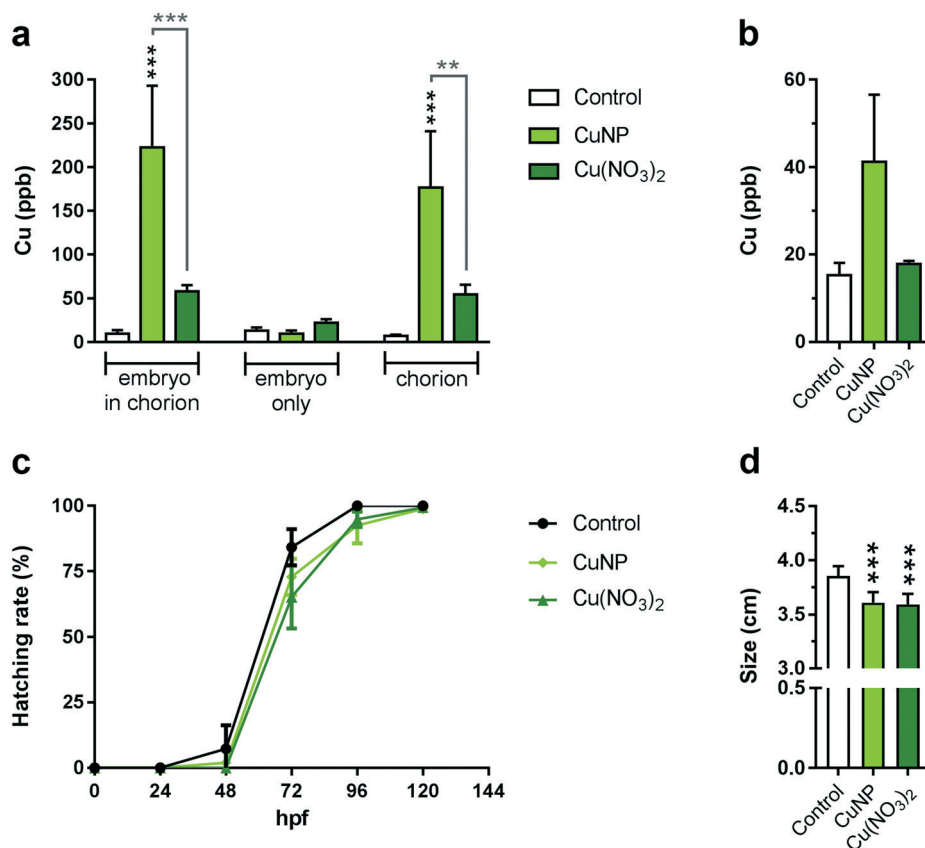 a
***
***
**
***
Cu (ppb)
300
250
200
150
100
50
0
embryo
in chorion
embryo
only
chorion
Control
CuNP
Cu(NO₃)₂
b
Cu (ppb)
60
40
20
0
Control
CuNP
Cu(NO₃)₂
c
Hatching rate (%)
100
75
50
25
0
0 24 48 72 96 120 144
hpf
Control
CuNP
Cu(NO₃)₂
d
Size (cm)
4.5
4.0
3.5
3.0
0.5
0.0
***
***
Control
CuNP
Cu(NO₃)₂